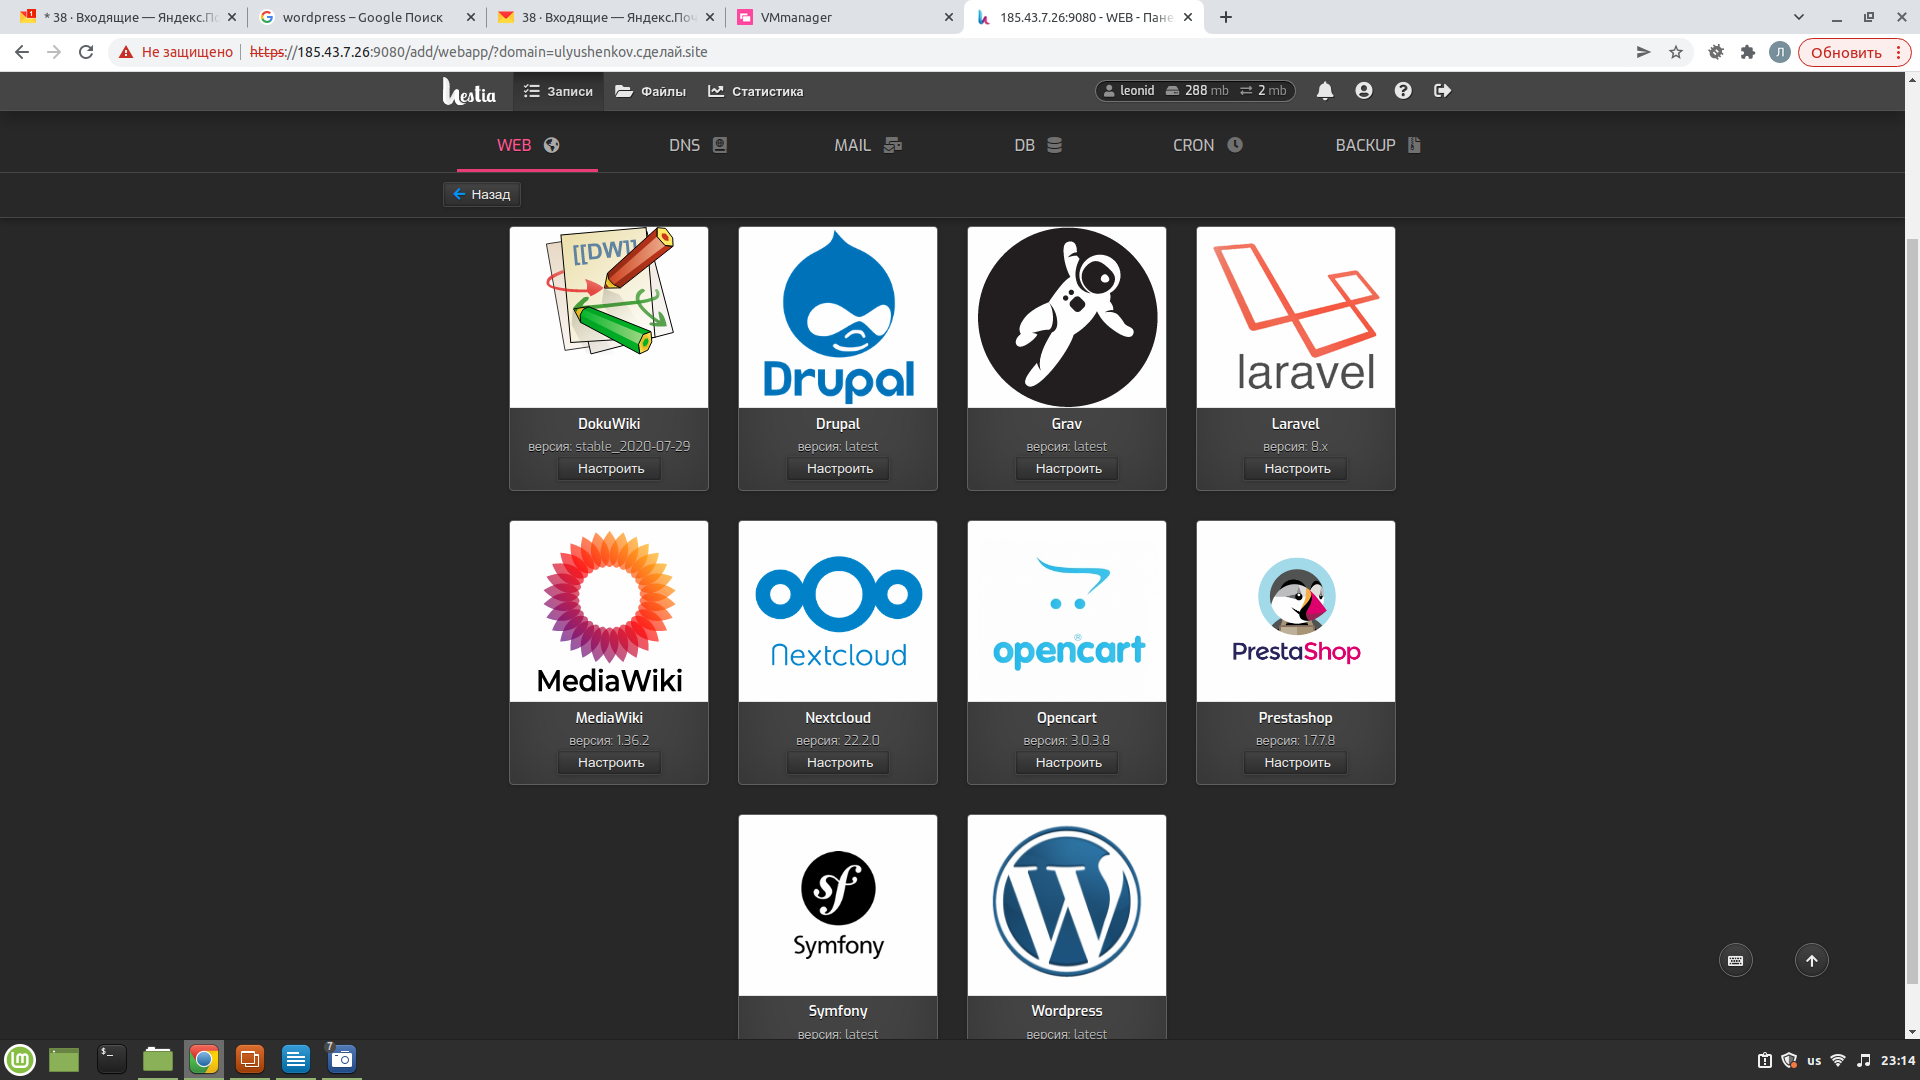 * 38 · Входящие — Яндекс.По
wordpress – Google Поиск
38 · Входящие — Яндекс.Поч
VMmanager
185.43.7.26:9080 - WEB - Пане
Не защищено
https://185.43.7.26:9080/add/webapp/?domain=ulyushenkov.сделай.site
Л
Обновить
hestia
Записи
Файлы
Статистика
leonid 288 mb 2 mb
WEB
DNS
MAIL
DB
CRON
BACKUP
Назад
[[DW]]
Drupal
laravel
DokuWiki
Drupal
Grav
Laravel
версия: stable_2020-07-29
версия: latest
версия: latest
версия: 8.x
Настроить
Настроить
Настроить
Настроить
MediaWiki
Nextcloud
opencart®
PrestaShop
MediaWiki
Nextcloud
Opencart
Prestashop
версия: 1.36.2
версия: 22.2.0
версия: 3.0.3.8
версия: 1.7.7.8
Настроить
Настроить
Настроить
Настроить
sf
Symfony
W
Symfony
Wordpress
версия: latest
версия: latest
7
us
23:14